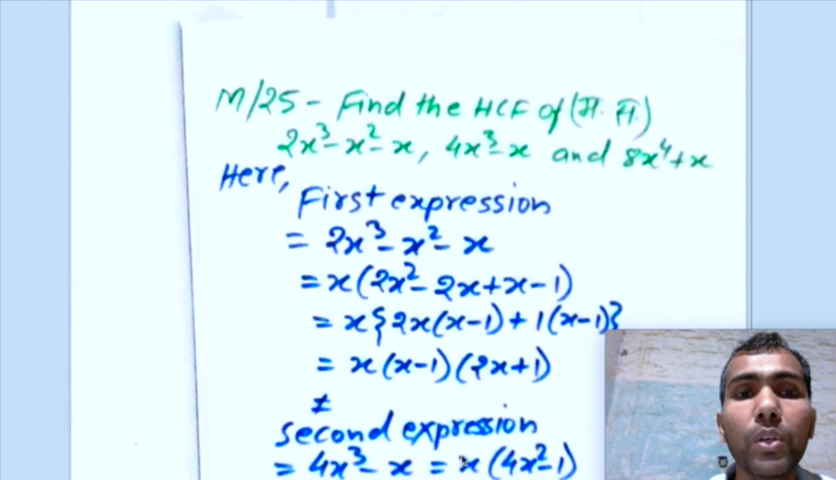 M/25 - Find the HCF of (म. स.)
2x³-x²-x, 4x³-x and 8x⁴+x
Here,
First expression
= 2x³-x²-x
= x(2x²-2x+x-1)
= x{2x(x-1)+1(x-1)}
= x(x-1)(2x+1)
Second expression
= 4x³-x = x(4x²-1)